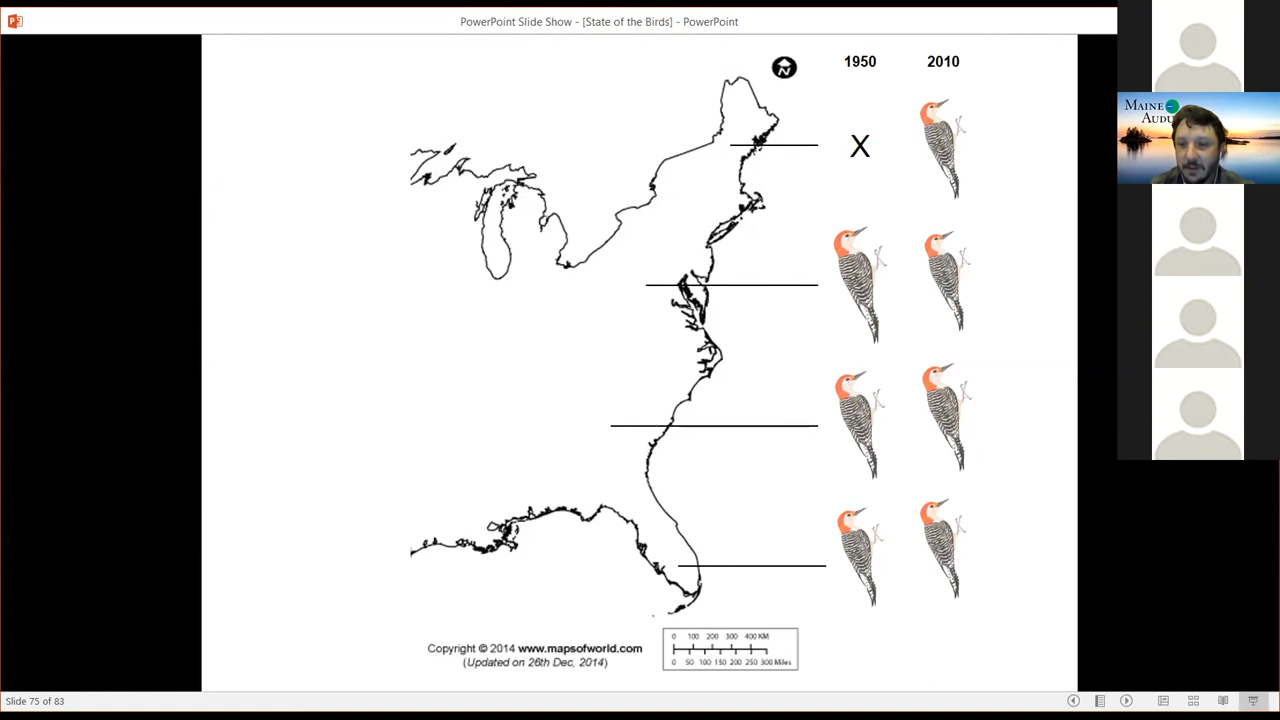 PowerPoint Slide Show - [State of the Birds] - PowerPoint
N
1950 2010
X
MAINE
AUDU
0 100 200 300 400 KM
0 50 100 150 200 250 300 Miles
Copyright © 2014 www.mapsofworld.com
(Updated on 26th Dec, 2014)
Slide 75 of 83